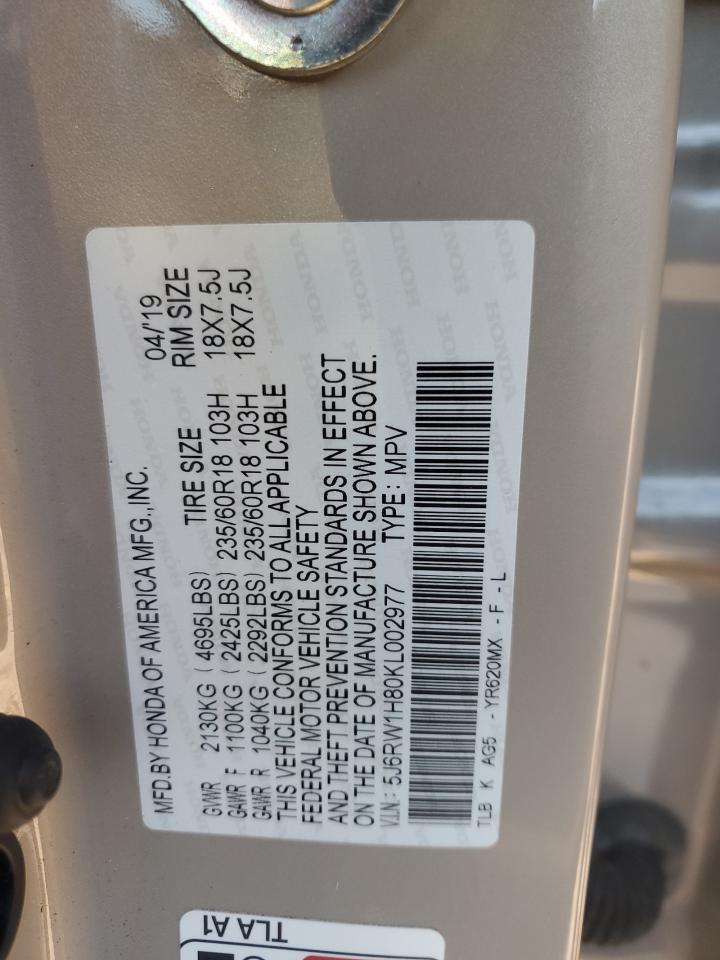 MFD.BY HONDA OF AMERICA MFG.,INC. 04/'19
TIRE SIZE RIM SIZE
GVWR 2130KG ( 4695LBS)
GAWR F 1100KG ( 2425LBS) 235/60R18 103H 18X7.5J
GAWR R 1040KG ( 2292LBS) 235/60R18 103H 18X7.5J
THIS VEHICLE CONFORMS TO ALL APPLICABLE
FEDERAL MOTOR VEHICLE SAFETY
AND THEFT PREVENTION STANDARDS IN EFFECT
ON THE DATE OF MANUFACTURE SHOWN ABOVE.
V.I.N.: 5J6RW1H80KL002977 TYPE: MPV
TLB K AG5 -YR620MX -F -L
TLA A1